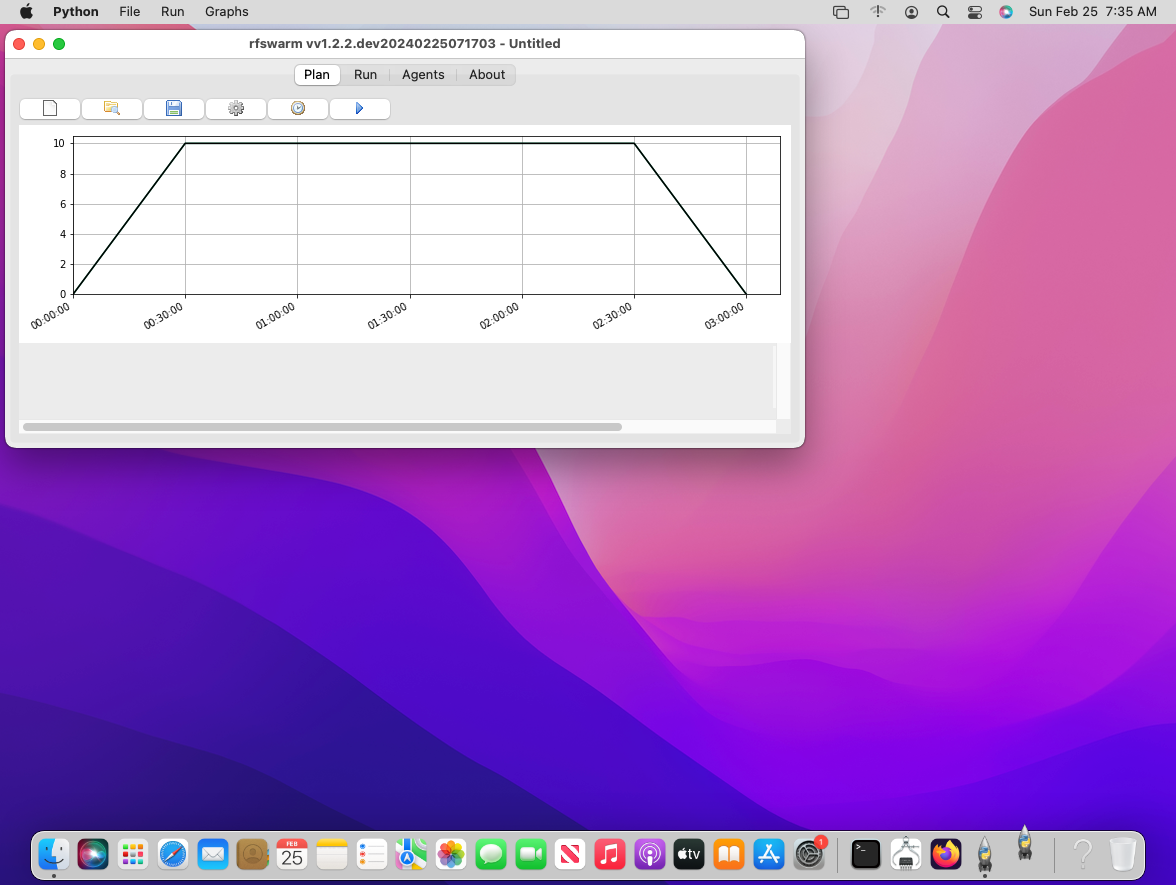 Python File Run Graphs Sun Feb 25 7:35 AM
rfswarm vv1.2.2.dev20240225071703 - Untitled
Plan Run Agents About
10
8
6
4
2
0
00:00:00 00:30:00 01:00:00 01:30:00 02:00:00 02:30:00 03:00:00
FEB
25
tv
1
>_
?